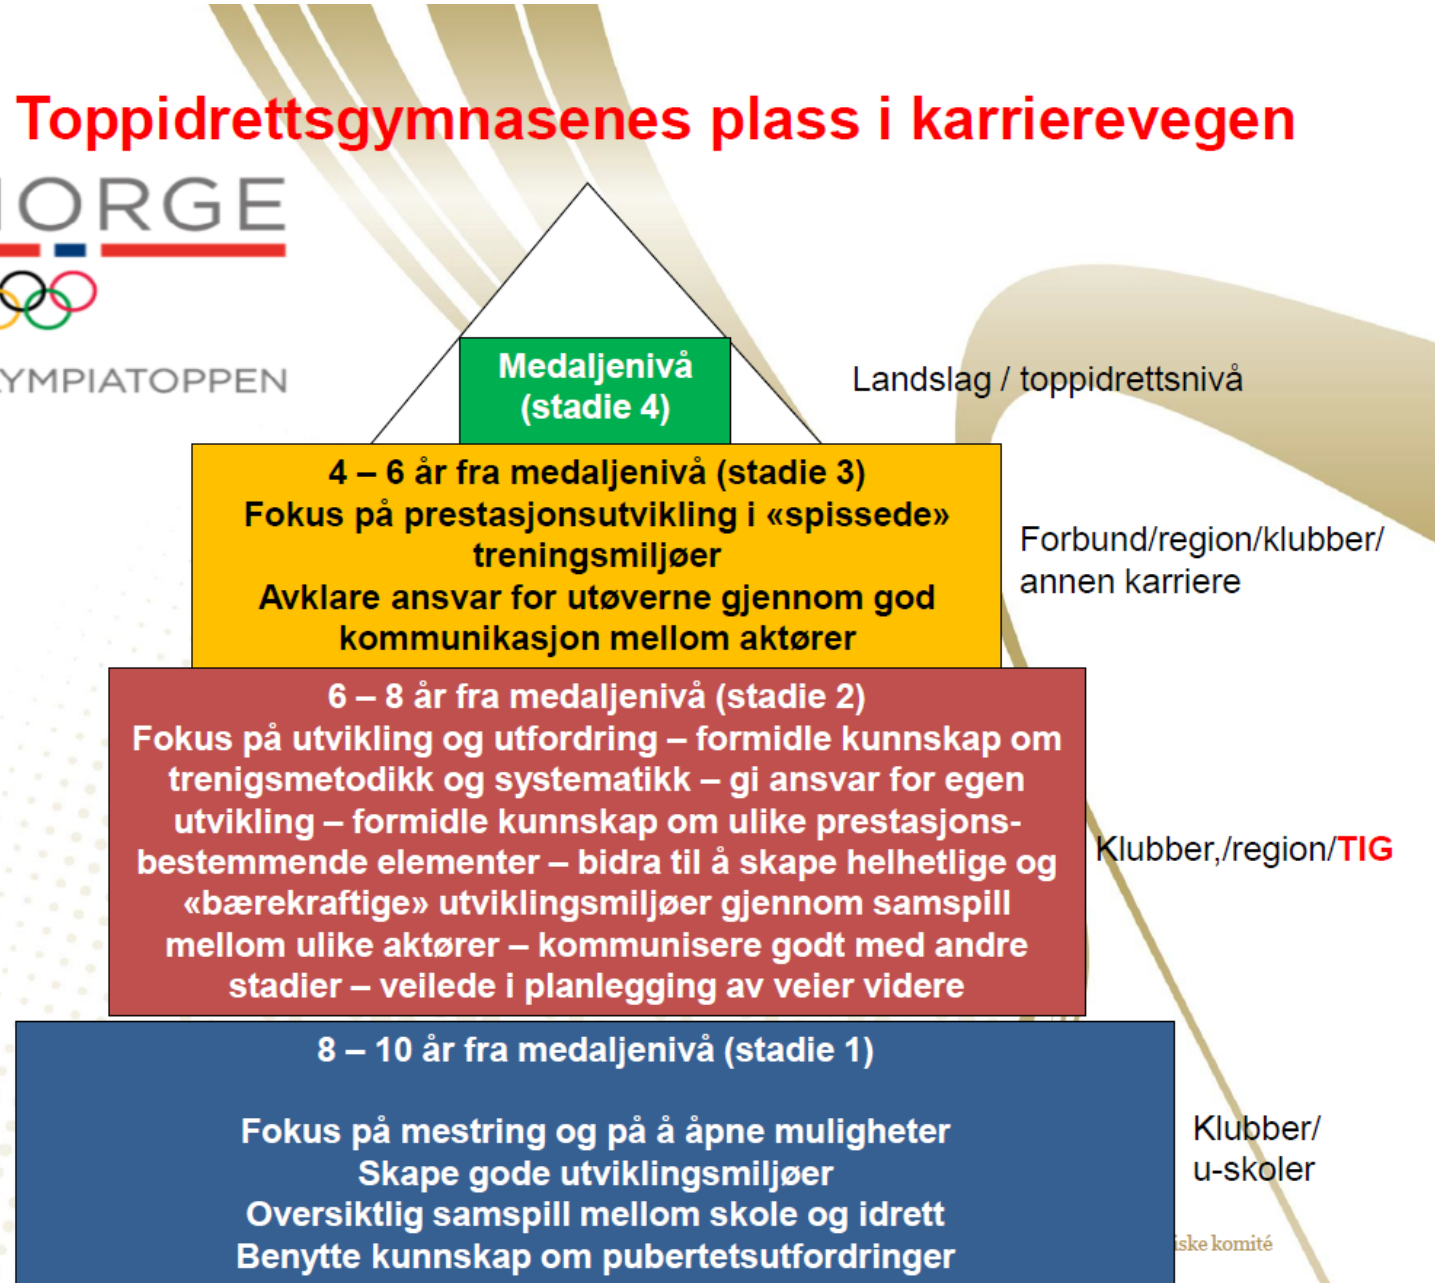 Toppidrettsgymnasenes plass i karrierevegen
NORGE
OLYMPIATOPPEN
Medaljenivå
(stadie 4)
Landslag / toppidrettsnivå
4 – 6 år fra medaljenivå (stadie 3)
Fokus på prestasjonsutvikling i «spissede»
treningsmiljøer
Avklare ansvar for utøverne gjennom god
kommunikasjon mellom aktører
Forbund/region/klubber/
annen karriere
6 – 8 år fra medaljenivå (stadie 2)
Fokus på utvikling og utfordring – formidle kunnskap om
trenigsmetodikk og systematikk – gi ansvar for egen
utvikling – formidle kunnskap om ulike prestasjons-
bestemmende elementer – bidra til å skape helhetlige og
«bærekraftige» utviklingsmiljøer gjennom samspill
mellom ulike aktører – kommunisere godt med andre
stadier – veilede i planlegging av veier videre
Klubber,/region/TIG
8 – 10 år fra medaljenivå (stadie 1)
Fokus på mestring og på å åpne muligheter
Skape gode utviklingsmiljøer
Oversiktlig samspill mellom skole og idrett
Benytte kunnskap om pubertetsutfordringer
Klubber/
u-skoler
iske komité